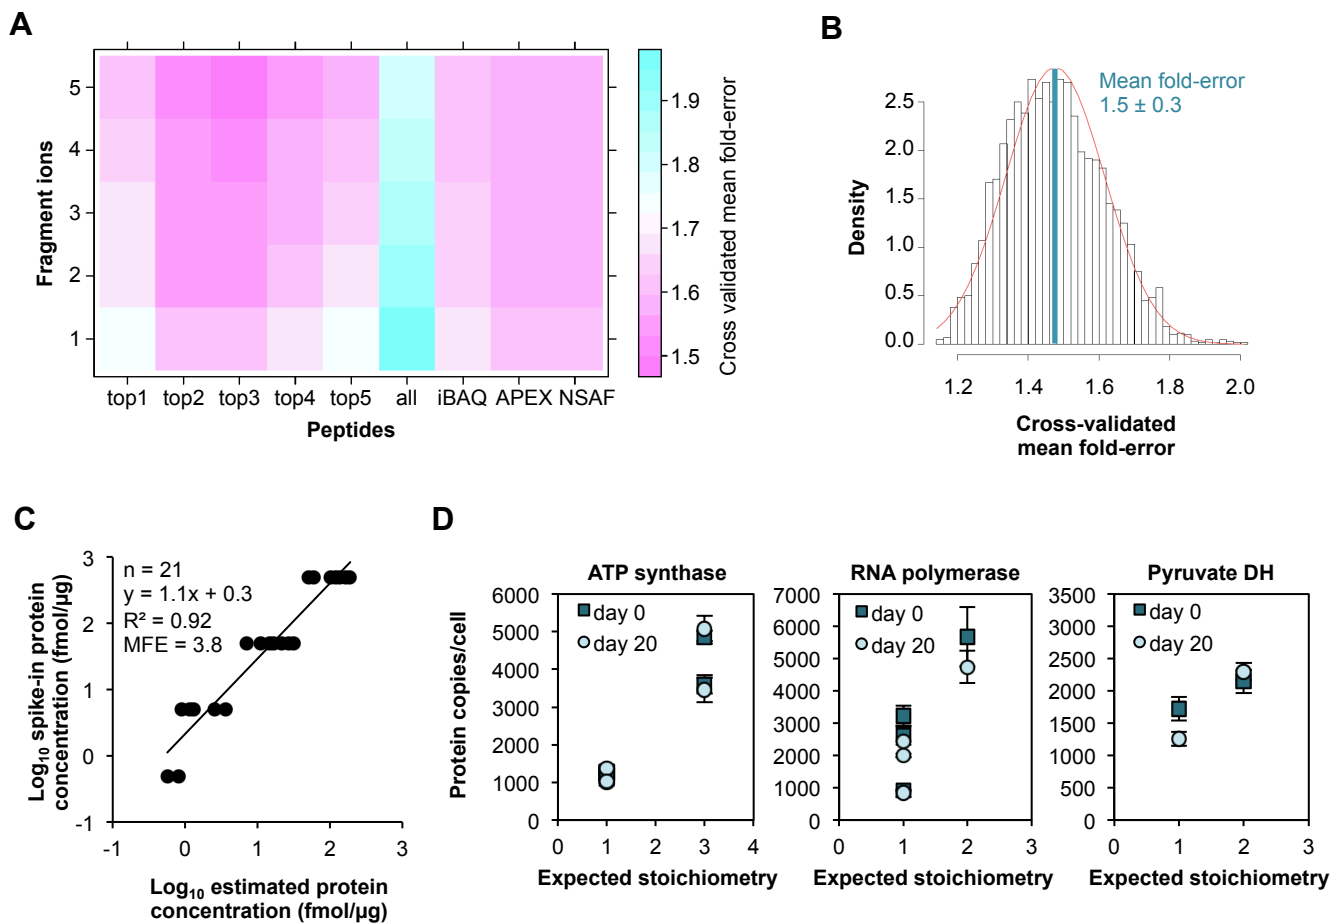 A
5
4
3
2
1
Fragment ions
top1 top2 top3 top4 top5 all iBAQ APEX NSAF
Peptides
1.9
1.8
1.7
1.6
1.5
Cross validated mean fold-error
B
Mean fold-error
1.5 ± 0.3
2.5
2.0
1.5
1.0
0.5
0.0
Density
1.2 1.4 1.6 1.8 2.0
Cross-validated
mean fold-error
C
n = 21
y = 1.1x + 0.3
R² = 0.92
MFE = 3.8
3
2
1
0
-1
Log₁₀ spike-in protein
concentration (fmol/µg)
-1 0 1 2 3
Log₁₀ estimated protein
concentration (fmol/µg)
D
ATP synthase
day 0
day 20
6000
5000
4000
3000
2000
1000
0
Protein copies/cell
0 1 2 3 4
Expected stoichiometry
RNA polymerase
day 0
day 20
7000
6000
5000
4000
3000
2000
1000
0
0 1 2 3
Expected stoichiometry
Pyruvate DH
day 0
day 20
3500
3000
2500
2000
1500
1000
500
0
0 1 2 3
Expected stoichiometry